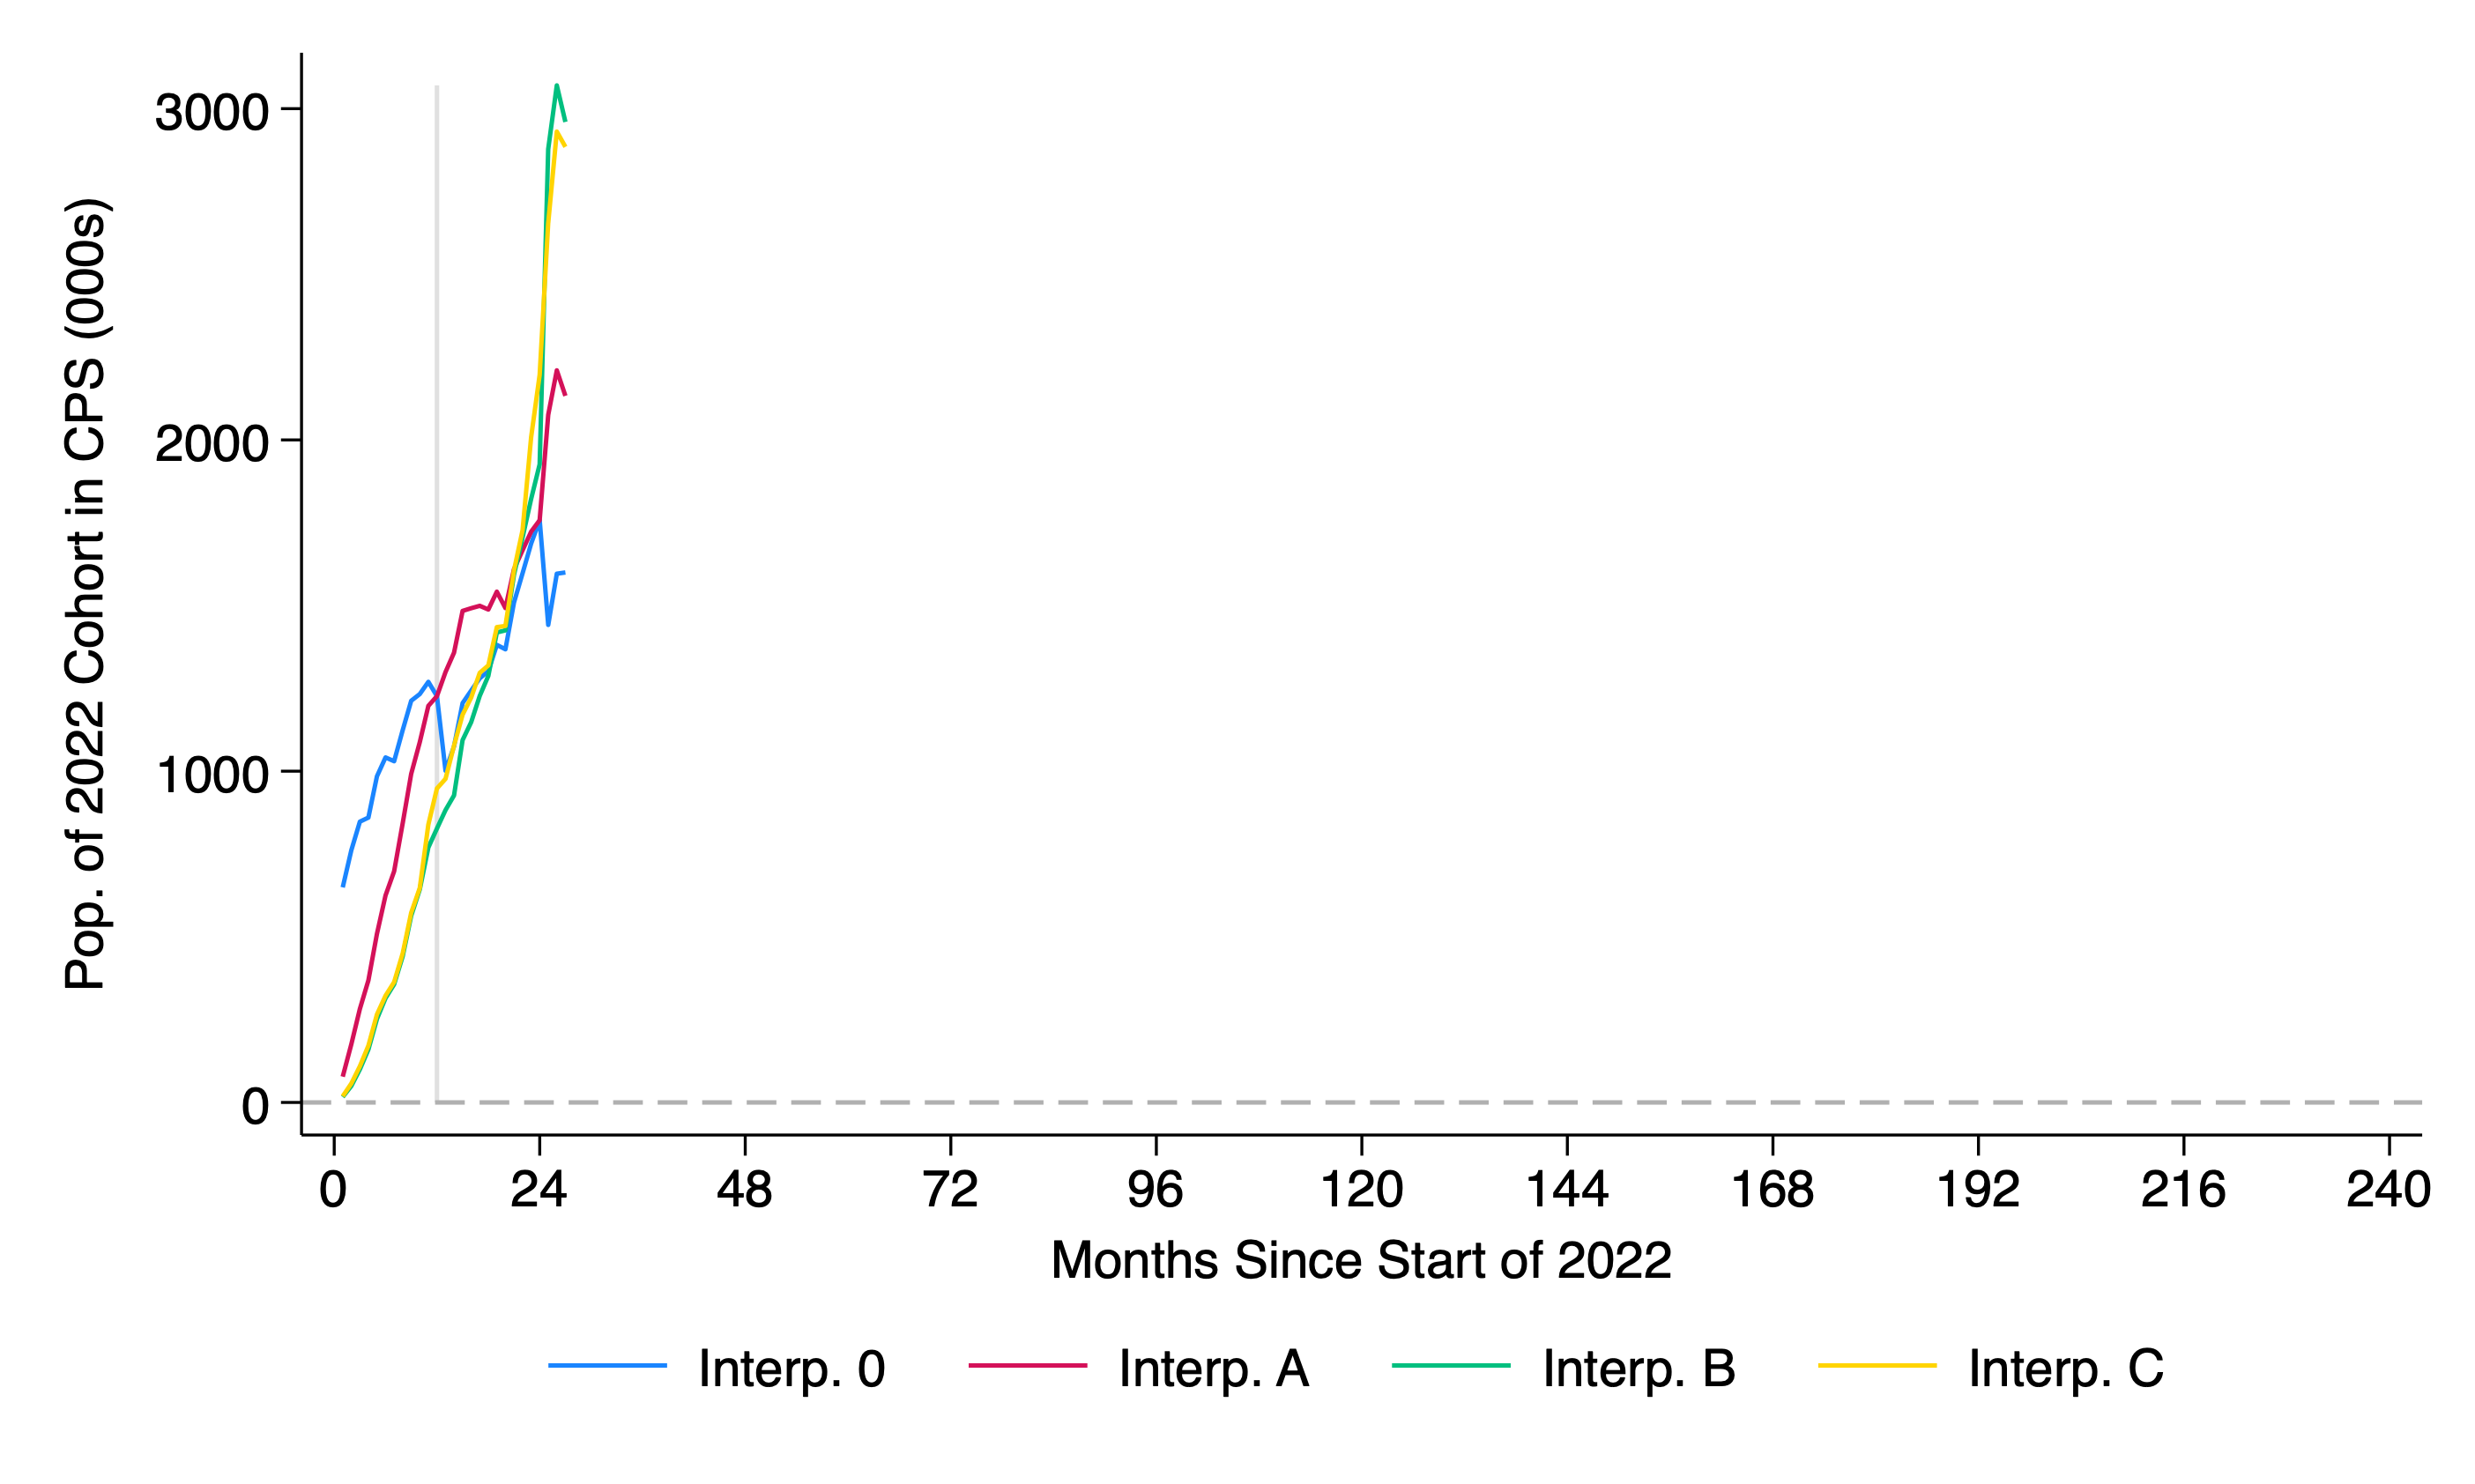 Pop. of 2022 Cohort in CPS (000s)
3000
2000
1000
0
0 24 48 72 96 120 144 168 192 216 240
Months Since Start of 2022
Interp. 0 Interp. A Interp. B Interp. C